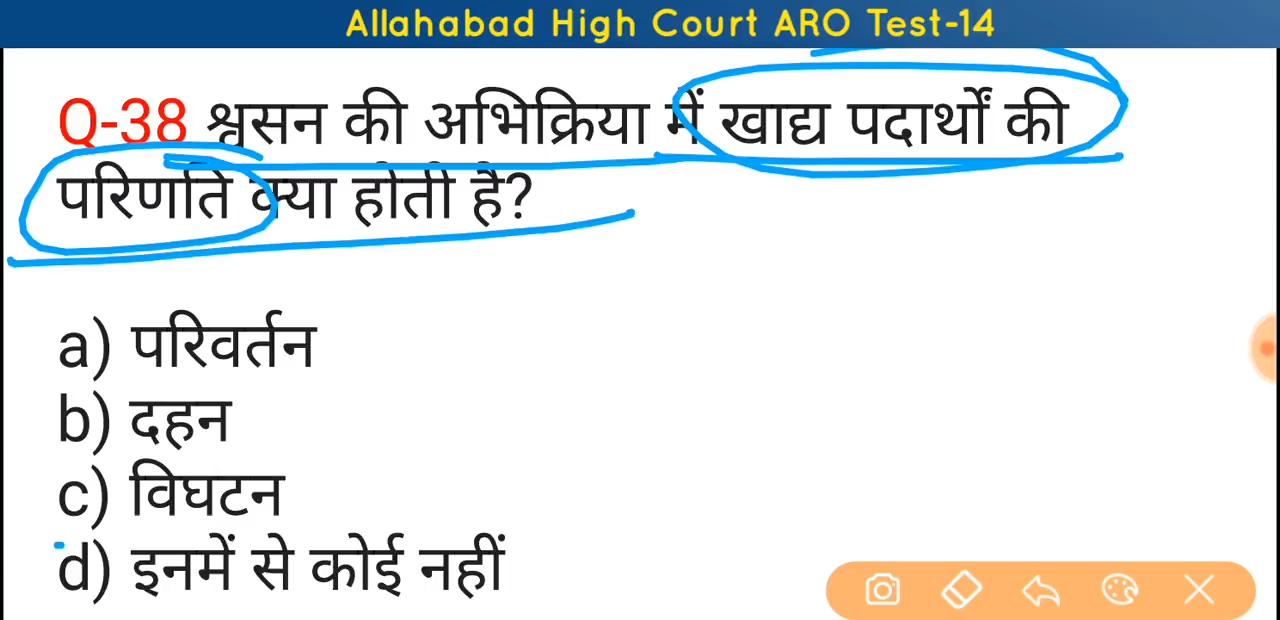 Allahabad High Court ARO Test-14
Q-38 श्वसन की अभिक्रिया में खाद्य पदार्थों की
परिणति क्या होती है?
a) परिवर्तन
b) दहन
c) विघटन
d) इनमें से कोई नहीं